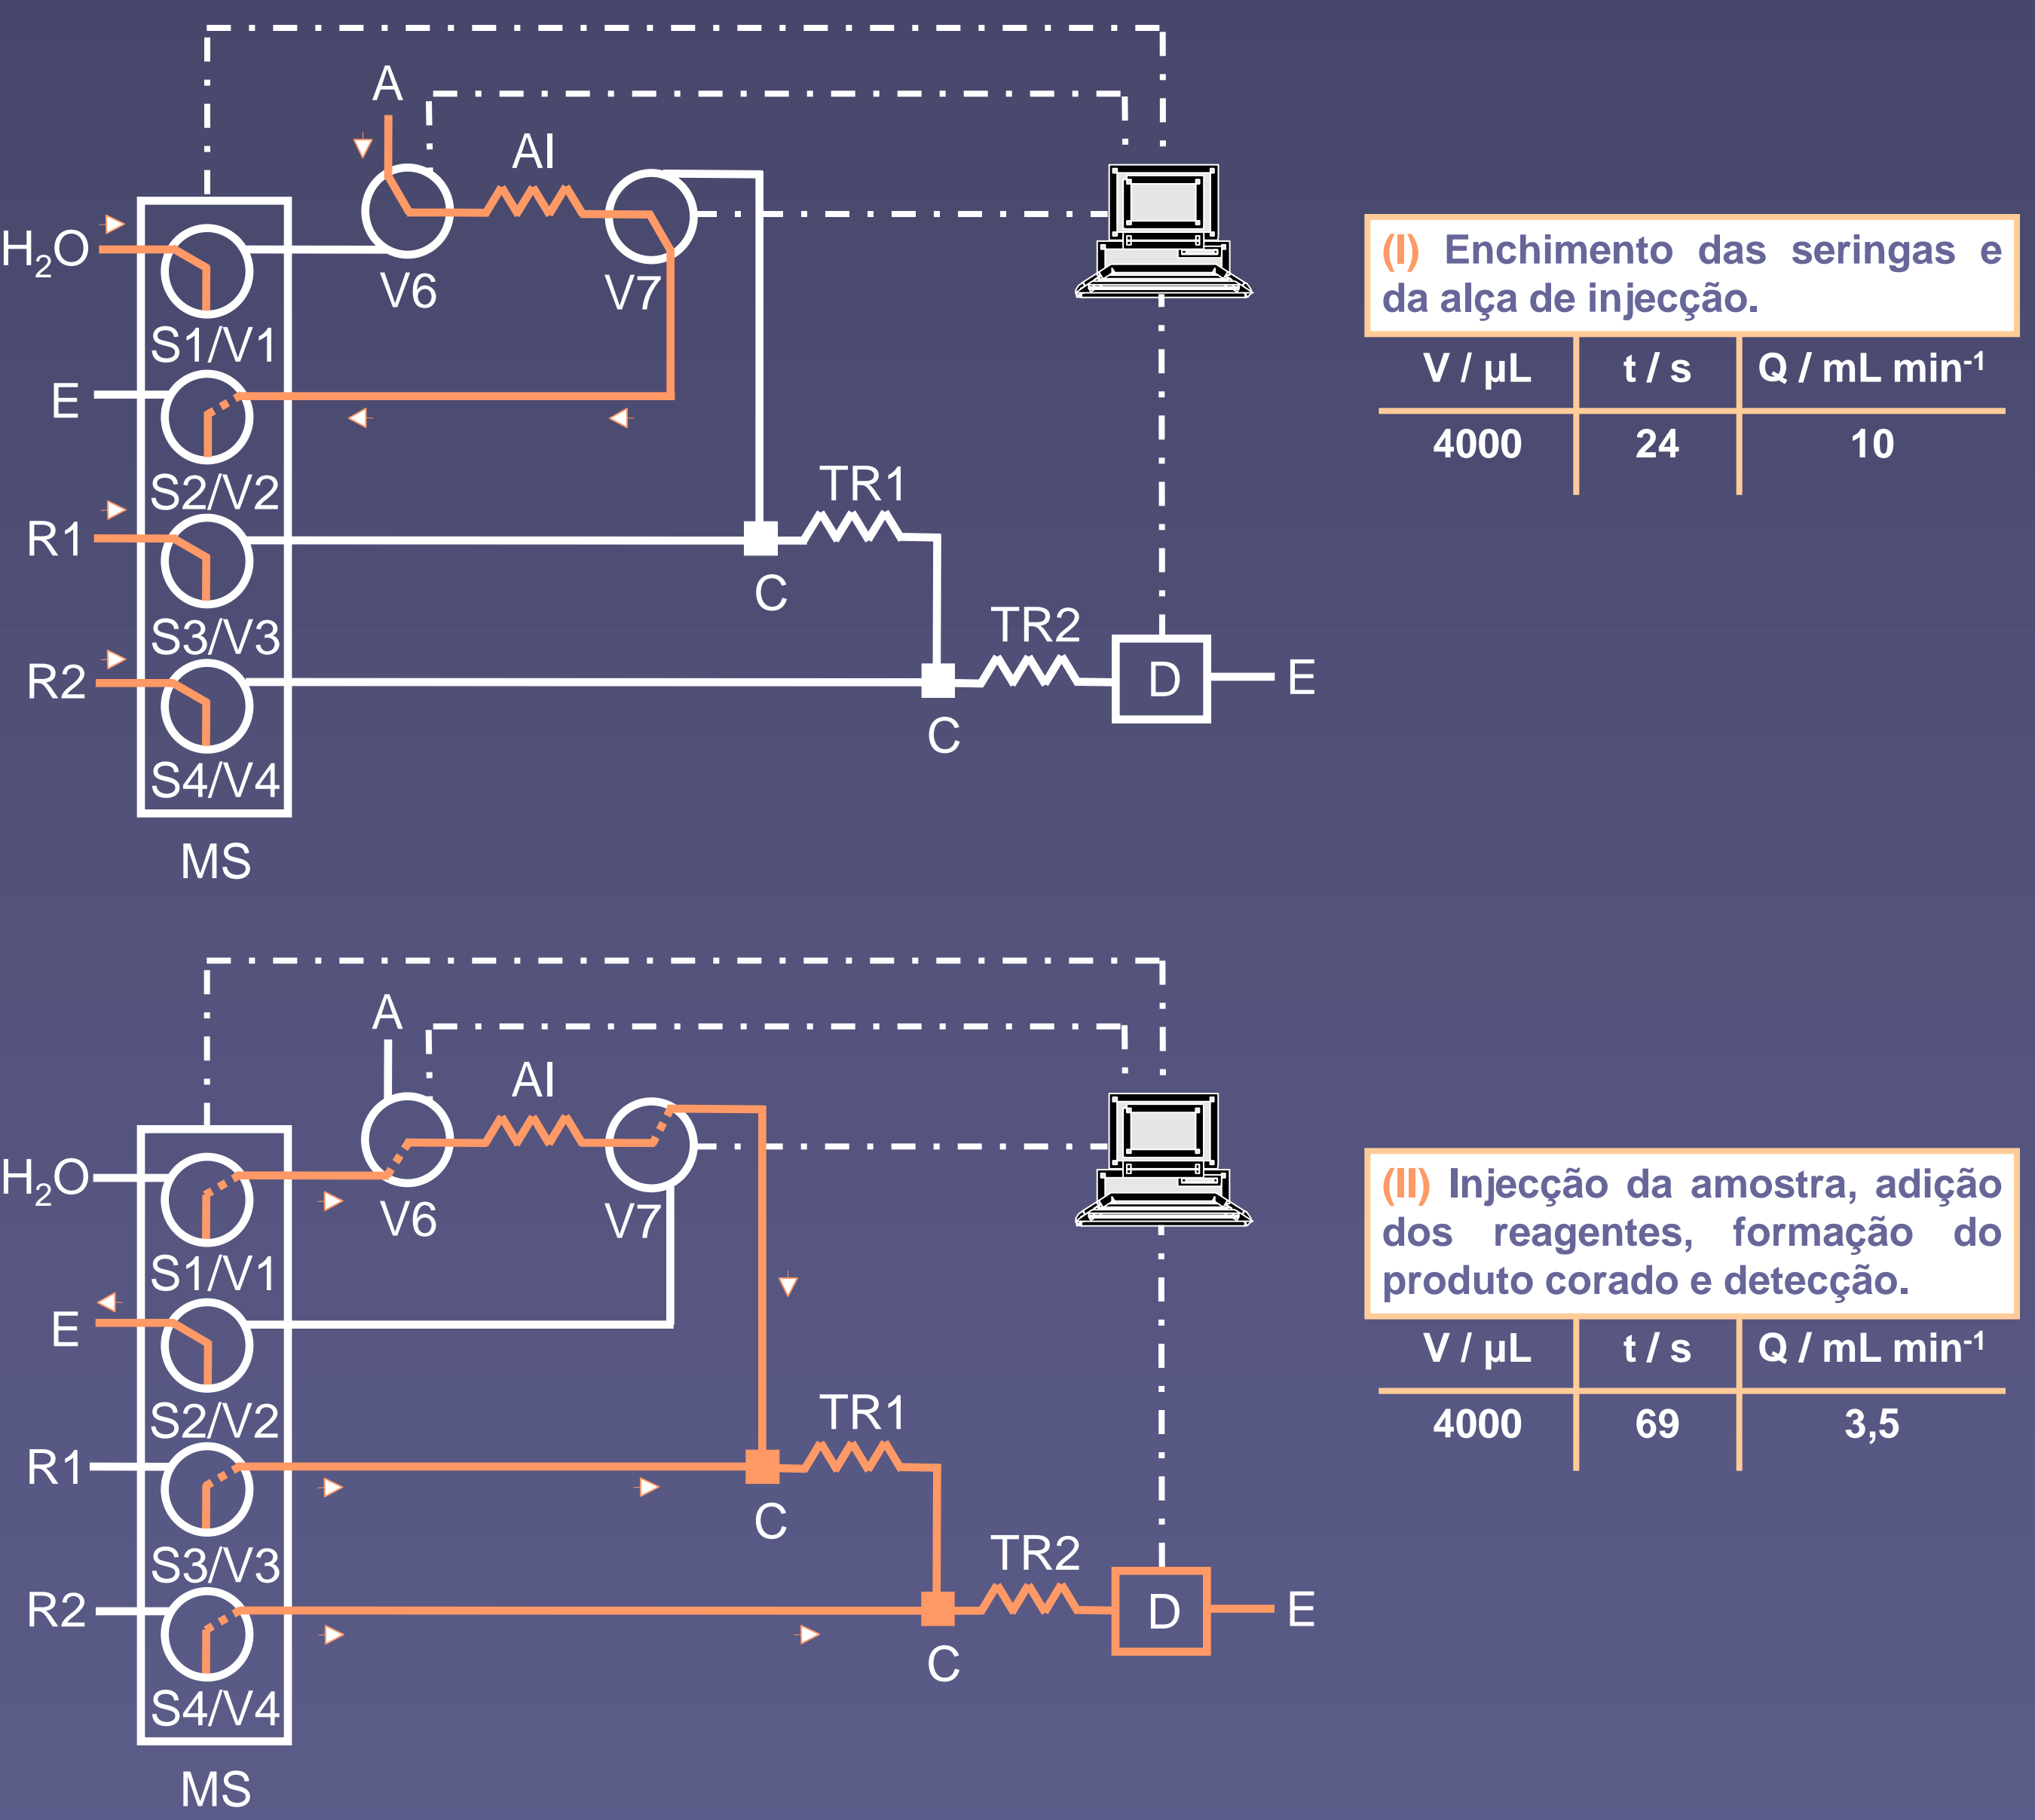 A
AI
H₂O
V6
V7
S1/V1
E
S2/V2
TR1
R1
C
S3/V3
TR2
R2
D
E
C
S4/V4
MS
(I) Enchimento das seringas e
da alça de injecção.
V / µL t / s Q / mL min⁻¹
4000 24 10
A
AI
H₂O
V6
V7
S1/V1
E
S2/V2
TR1
R1
C
S3/V3
TR2
R2
D
E
C
S4/V4
MS
(II) Injecção da amostra, adição
dos reagentes, formação do
produto corado e detecção.
V / µL t / s Q / mL min⁻¹
4000 69 3,5